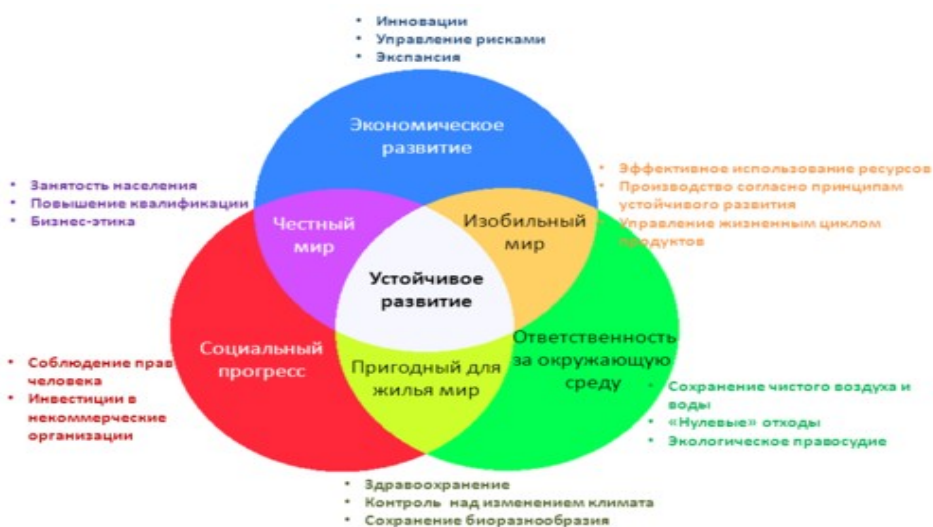 • Инновации
• Управление рисками
• Экспансия
Экономическое
развитие
• Занятость населения
• Повышение квалификации
• Бизнес-этика
Честный
мир
Изобильный
мир
• Эффективное использование ресурсов
• Производство согласно принципам
устойчивого развития
• Управление жизненным циклом
продуктов
Устойчивое
развитие
Социальный
прогресс
Пригодный для
жилья мир
Ответственность
за окружающую
среду
• Соблюдение прав
человека
• Инвестиции в
некоммерческие
организации
• Сохранение чистого воздуха и
воды
• «Нулевые» отходы
• Экологическое правосудие
• Здравоохранение
• Контроль над изменением климата
• Сохранение биоразнообразия